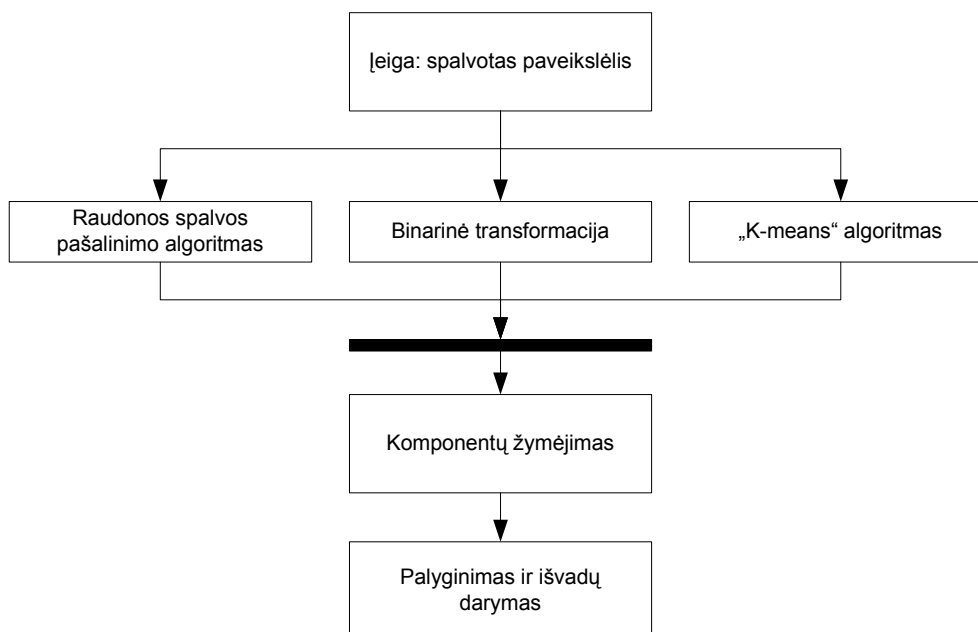 Įeiga: spalvotas paveikslėlis
Raudonos spalvos
pašalinimo algoritmas
Binarinė transformacija
„K-means“ algoritmas
Komponentų žymėjimas
Palyginimas ir išvadų
darymas